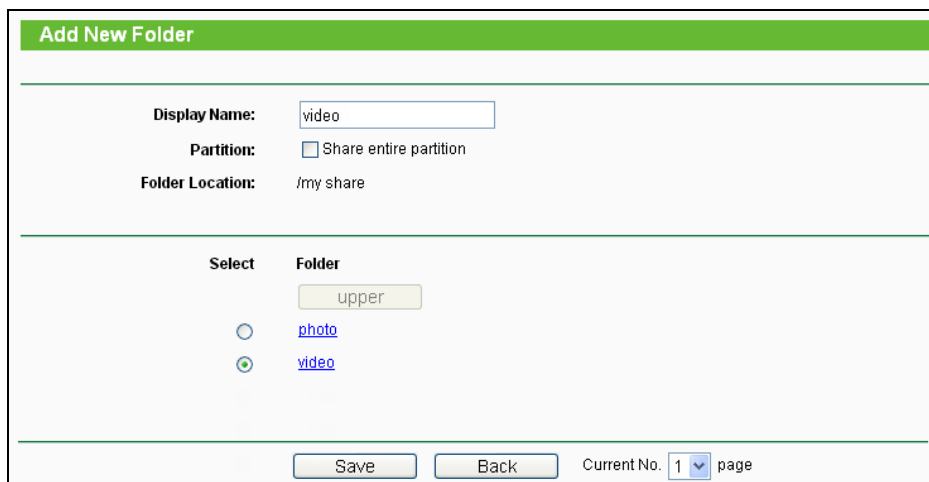 Add New Folder
Display Name: video
Partition: Share entire partition
Folder Location: /my share
Select Folder
upper
photo
video
Save Back Current No. 1 page